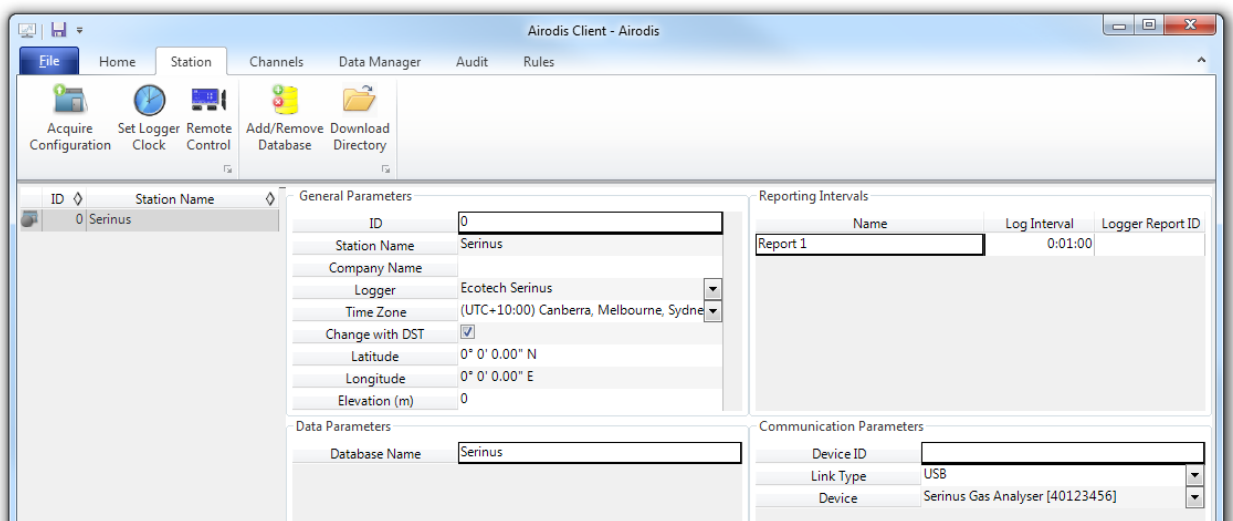 Airodis Client - Airodis
File Home Station Channels Data Manager Audit Rules
Acquire Configuration
Set Logger Clock
Remote Control
Add/Remove Database
Download Directory
ID Station Name
0 Serinus
General Parameters
ID 0
Station Name Serinus
Company Name
Logger Ecotech Serinus
Time Zone (UTC+10:00) Canberra, Melbourne, Sydne
Change with DST
Latitude 0° 0' 0.00" N
Longitude 0° 0' 0.00" E
Elevation (m) 0
Data Parameters
Database Name Serinus
Reporting Intervals
Name Log Interval Logger Report ID
Report 1 0:01:00
Communication Parameters
Device ID
Link Type USB
Device Serinus Gas Analyser [40123456]